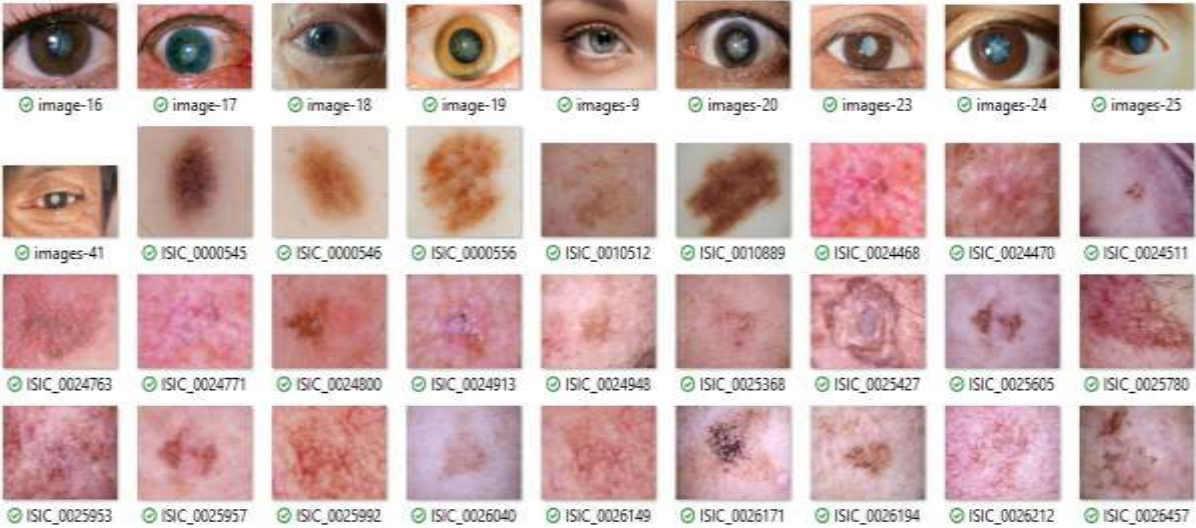 image-16 image-17 image-18 image-19 images-9 images-20 images-23 images-24 images-25
images-41 ISIC_0000545 ISIC_0000546 ISIC_0000556 ISIC_0010512 ISIC_0010889 ISIC_0024468 ISIC_0024470 ISIC_0024511
ISIC_0024763 ISIC_0024771 ISIC_0024800 ISIC_0024913 ISIC_0024948 ISIC_0025368 ISIC_0025427 ISIC_0025605 ISIC_0025780
ISIC_0025953 ISIC_0025957 ISIC_0025992 ISIC_0026040 ISIC_0026149 ISIC_0026171 ISIC_0026194 ISIC_0026212 ISIC_0026457